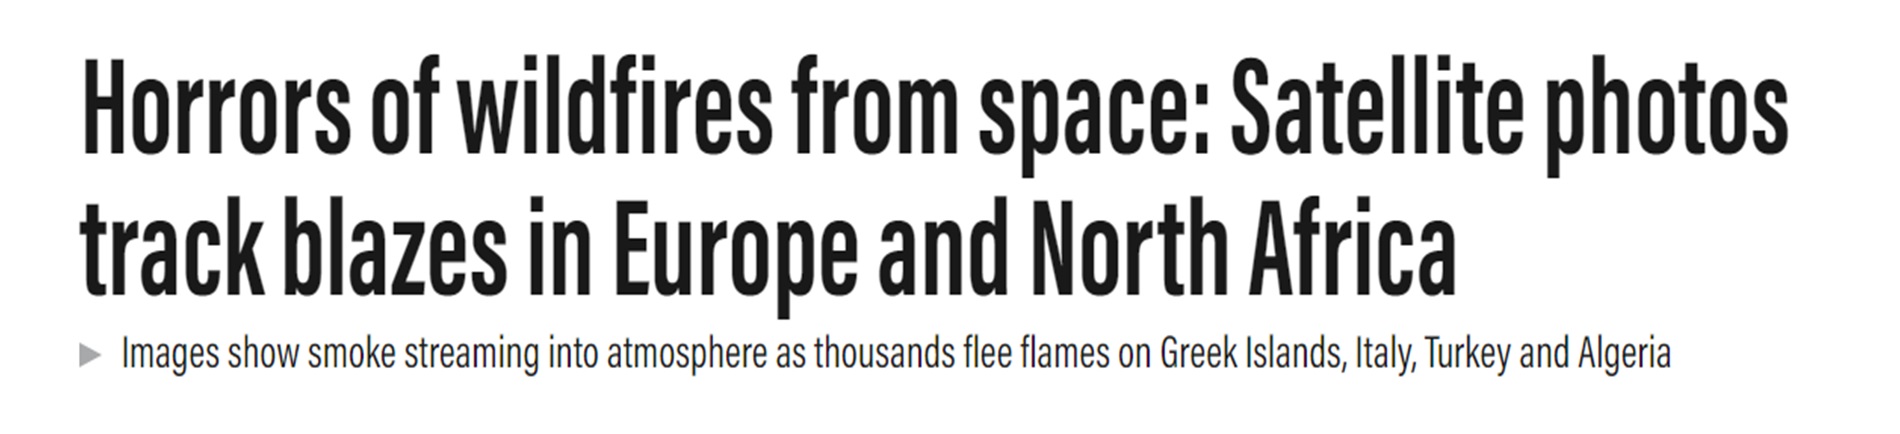 Horrors of wildfires from space: Satellite photos
track blazes in Europe and North Africa
Images show smoke streaming into atmosphere as thousands flee flames on Greek Islands, Italy, Turkey and Algeria